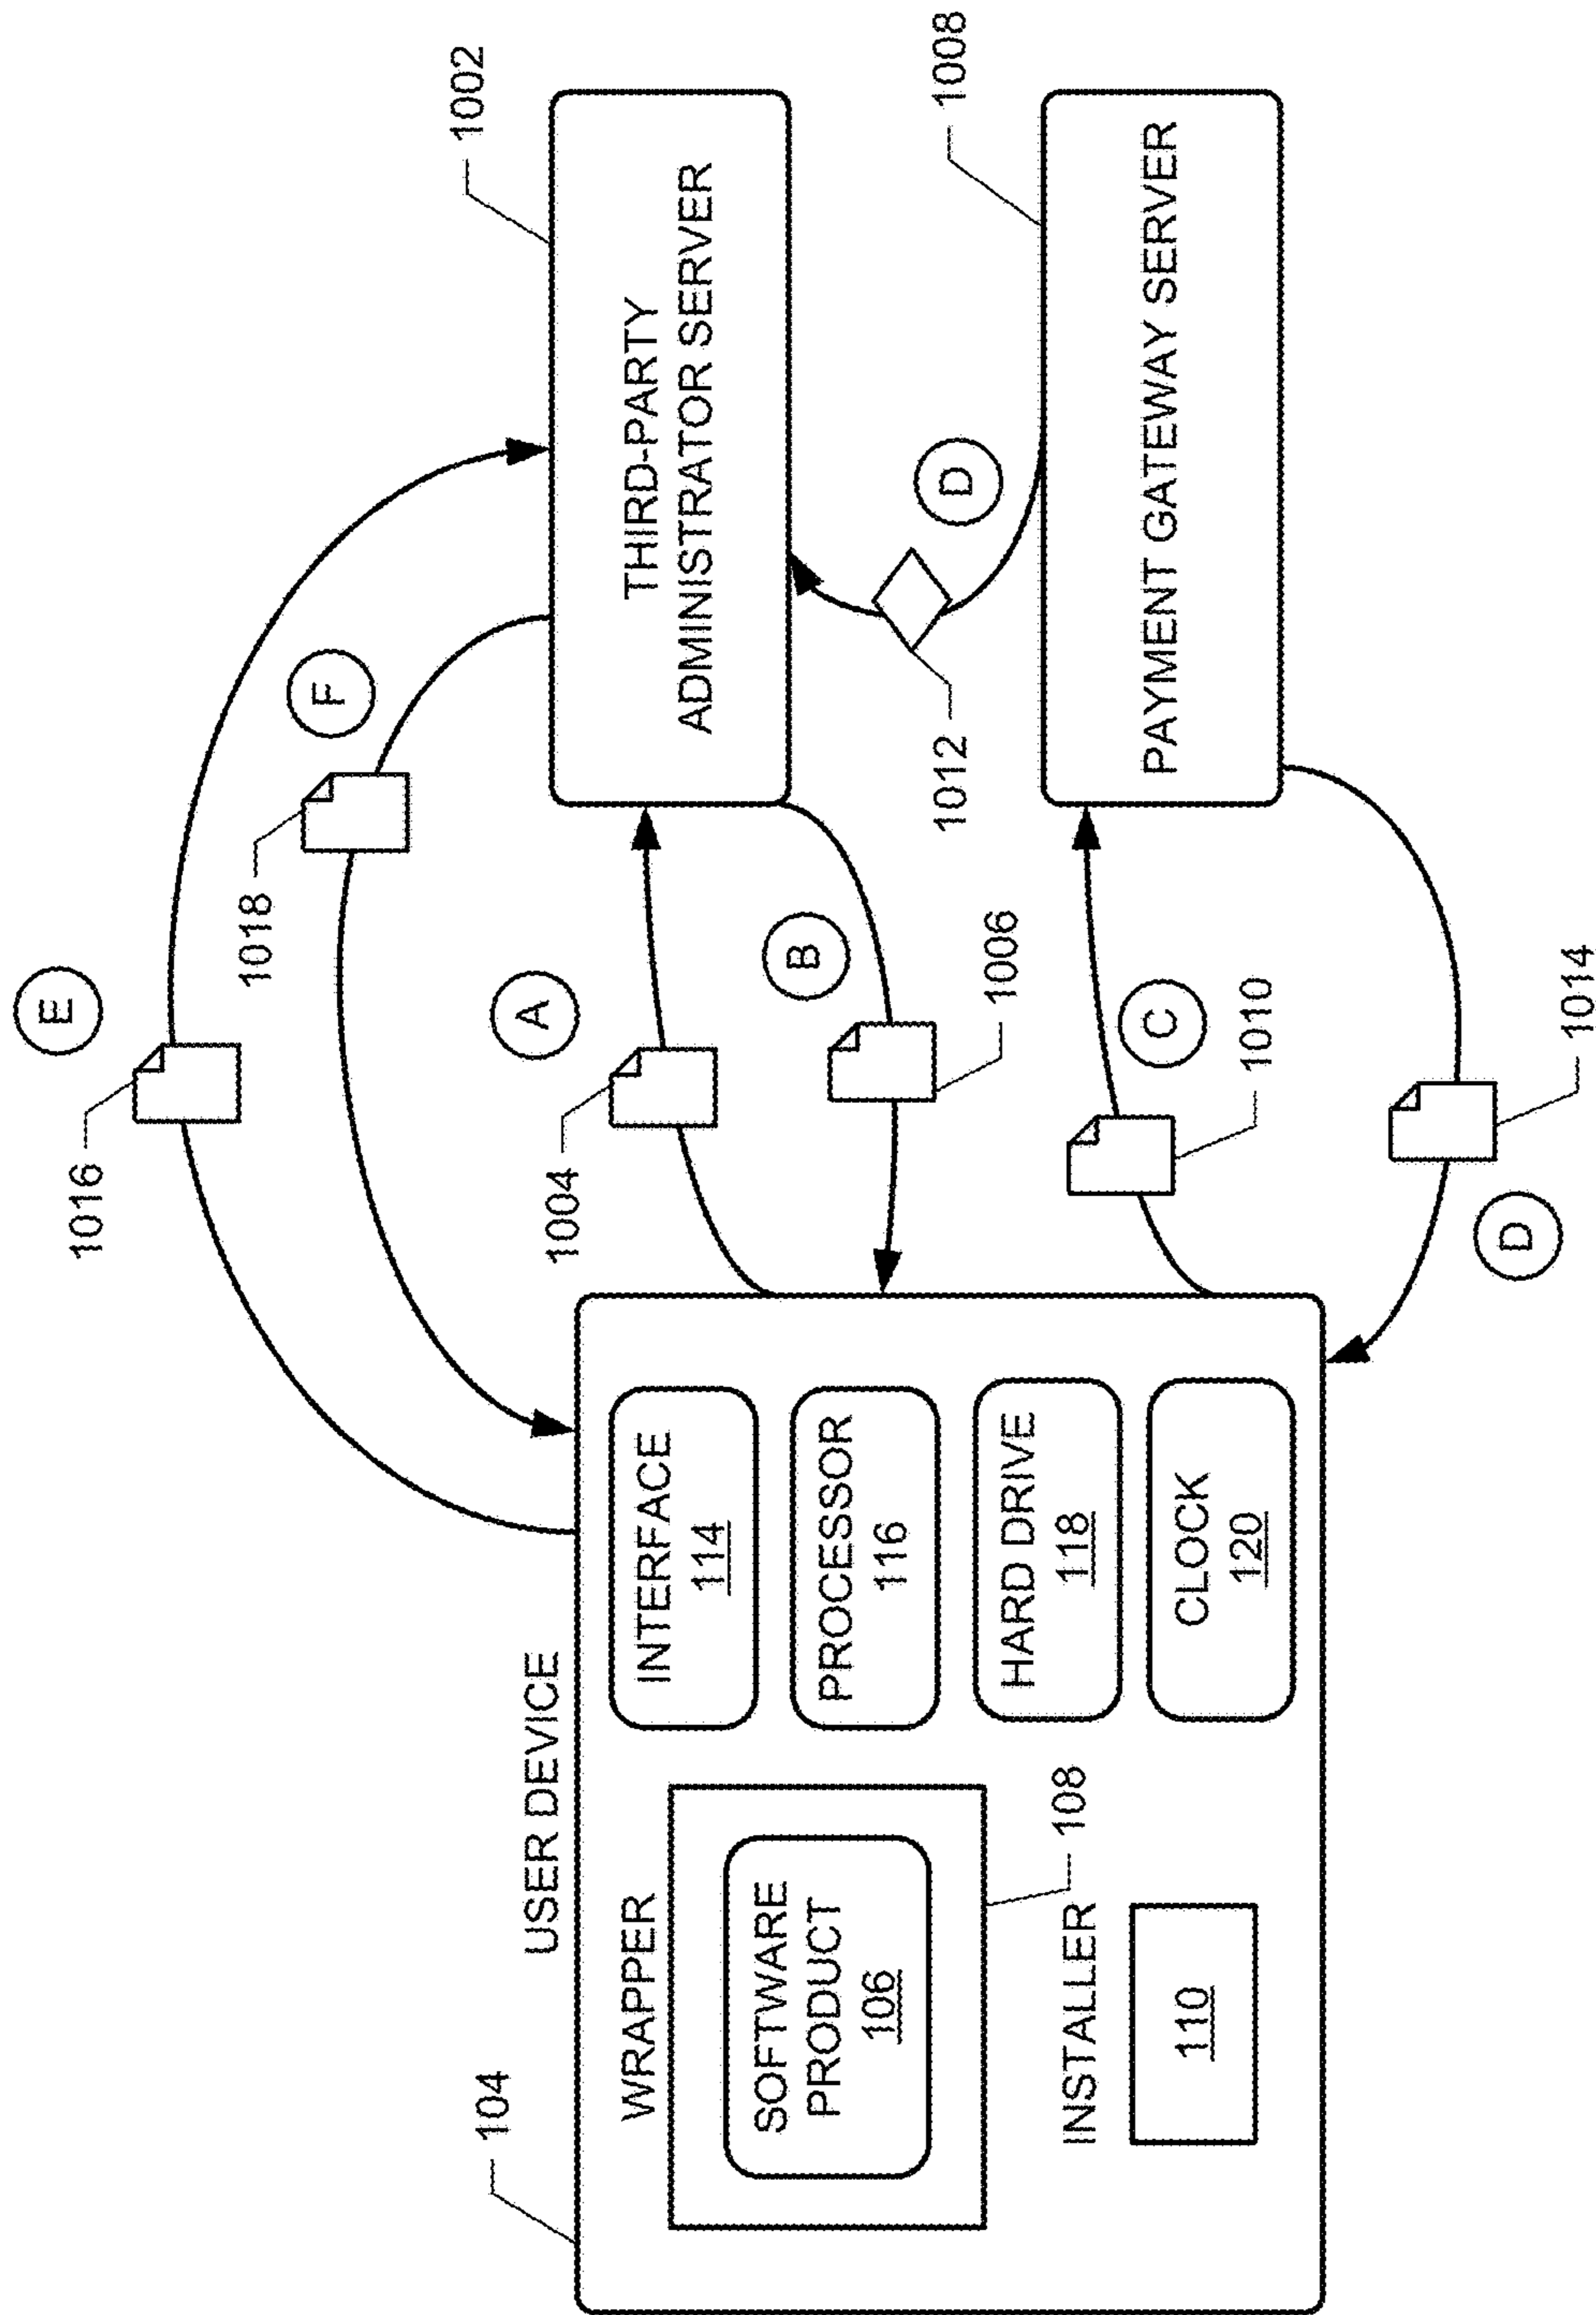 USER DEVICE
104
WRAPPER
SOFTWARE
PRODUCT
106
108
INSTALLER
110
INTERFACE
114
PROCESSOR
116
HARD DRIVE
118
CLOCK
120
E
1016
F
1018
A
1004
B
1006
C
1010
D
1014
THIRD-PARTY
ADMINISTRATOR SERVER
1002
D
1012
PAYMENT GATEWAY SERVER
1008